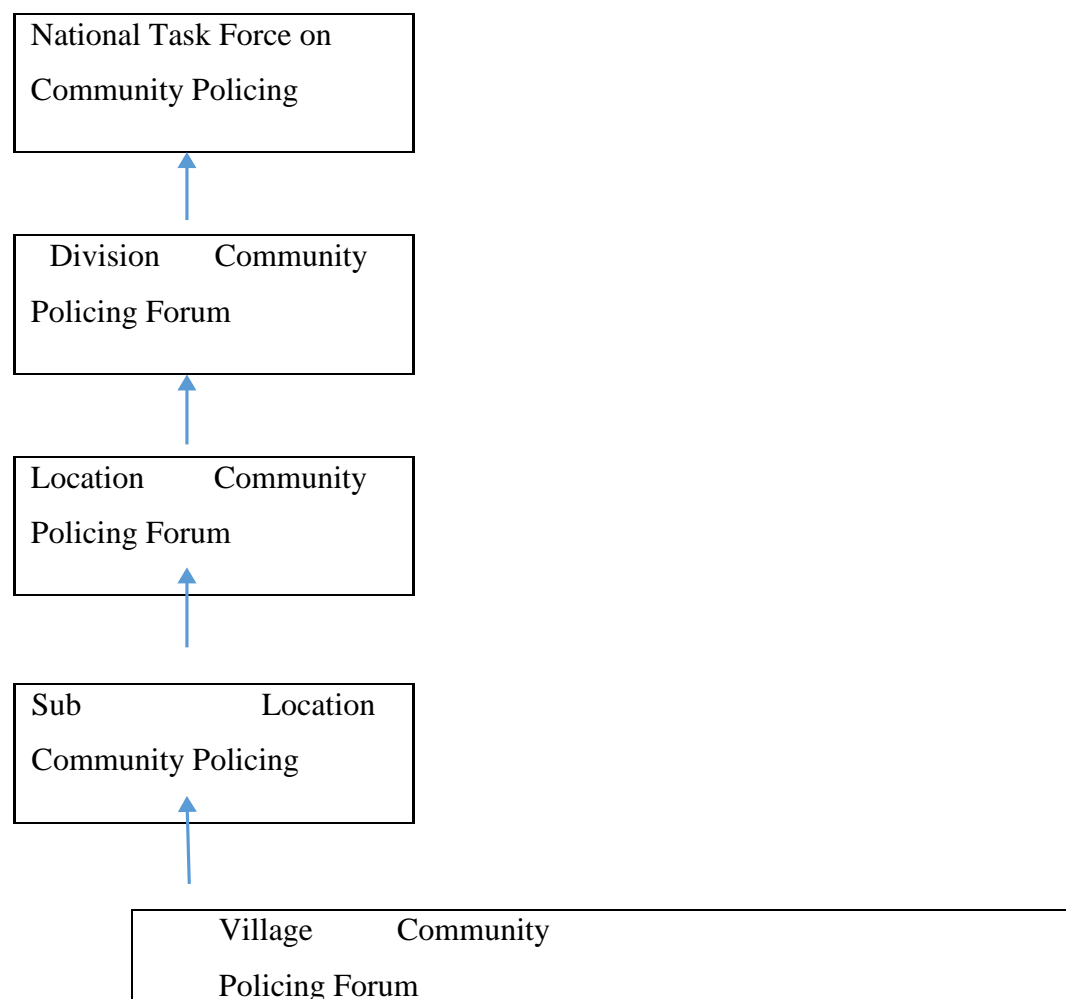 National Task Force on
Community Policing
Division Community
Policing Forum
Location Community
Policing Forum
Sub Location
Community Policing
Village Community
Policing Forum